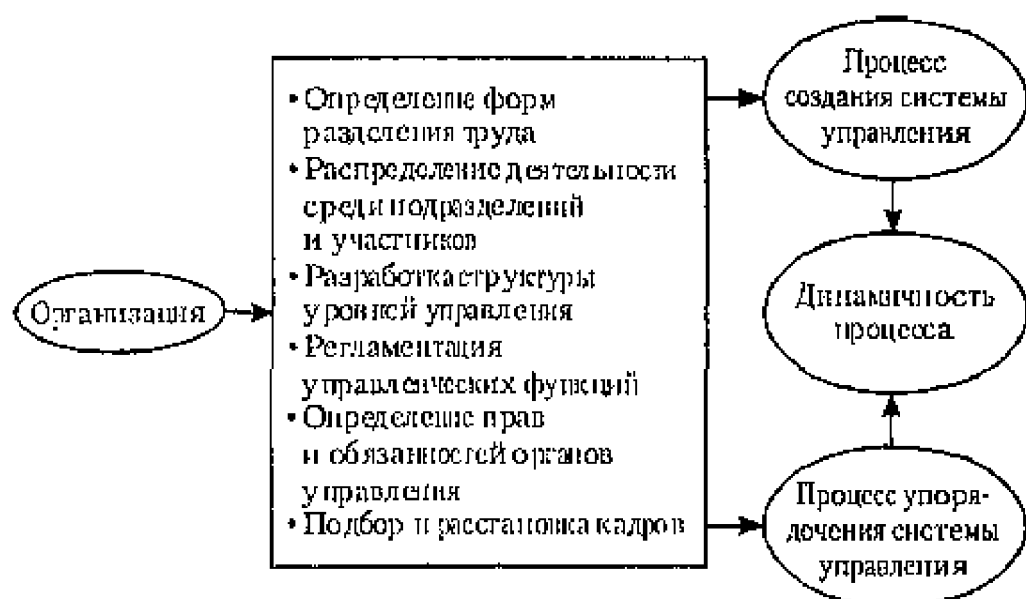 Организация
• Определение форм
разделения труда
• Распределение деятельности
среди подразделений
и участников
• Разработка структуры
уровней управления
• Регламентация
управленческих функций
• Определение прав
и обязанностей органов
управления
• Подбор и расстановка кадров
Процесс
создания системы
управления
Динамичность
процесса
Процесс упоря-
дочения системы
управления